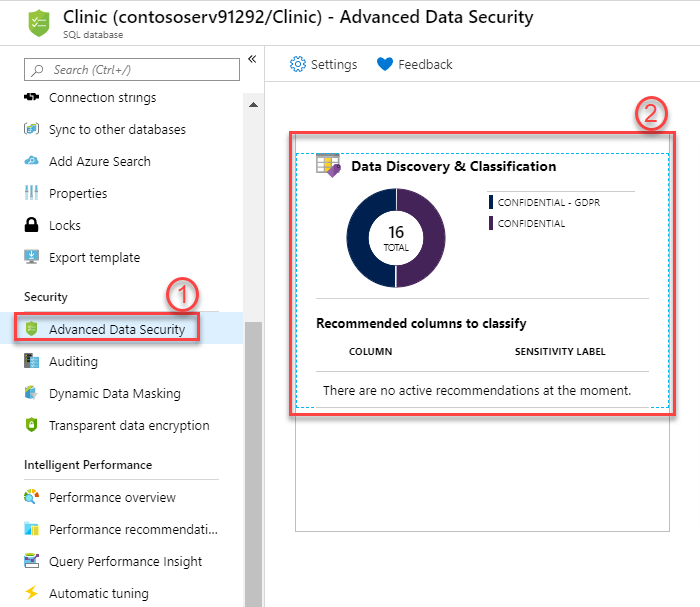 Clinic (contososerv91292/Clinic) - Advanced Data Security
SQL database
Search (Ctrl+/)
«
Connection strings
Sync to other databases
Add Azure Search
Properties
Locks
Export template
Security
1
Advanced Data Security
Auditing
Dynamic Data Masking
Transparent data encryption
Intelligent Performance
Performance overview
Performance recommendati...
Query Performance Insight
Automatic tuning
Settings
Feedback
2
Data Discovery & Classification
16
TOTAL
CONFIDENTIAL - GDPR
CONFIDENTIAL
Recommended columns to classify
COLUMN SENSITIVITY LABEL
There are no active recommendations at the moment.